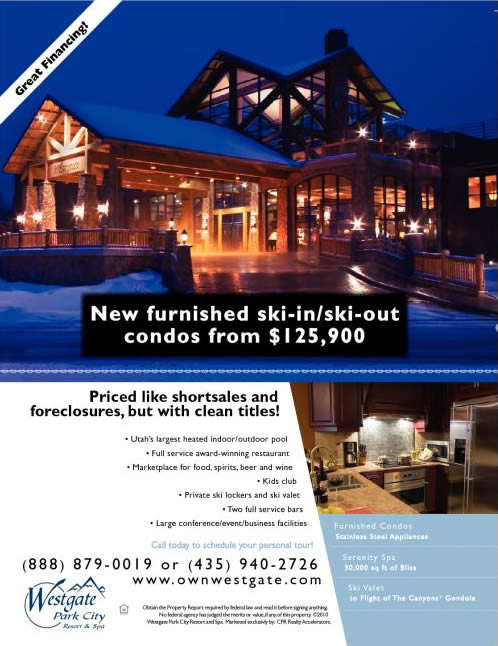 Great Financing!
New furnished ski-in/ski-out
condos from $125,900
Priced like shortsales and
foreclosures, but with clean titles!
• Utah's largest heated indoor/outdoor pool
• Full service award-winning restaurant
• Marketplace for food, spirits, beer and wine
• Kids club
• Private ski lockers and ski valet
• Two full service bars
• Large conference/event/business facilities
Call today to schedule your personal tour!
(888) 879-0019 or (435) 940-2726
www.ownwestgate.com
Furnished Condos
Stainless Steel Appliances
Serenity Spa
30,000 sq ft of Bliss
Ski Valet
to Flight of The Canyons® Gondola
Westgate
Park City
Resort & Spa
Obtain the Property Report required by federal law and read it before signing anything.
No federal agency has judged the merits or value, if any, of this property. ©2010
Westgate Park City Resort and Spa. Marketed exclusively by: CPR Realty Accelerators.